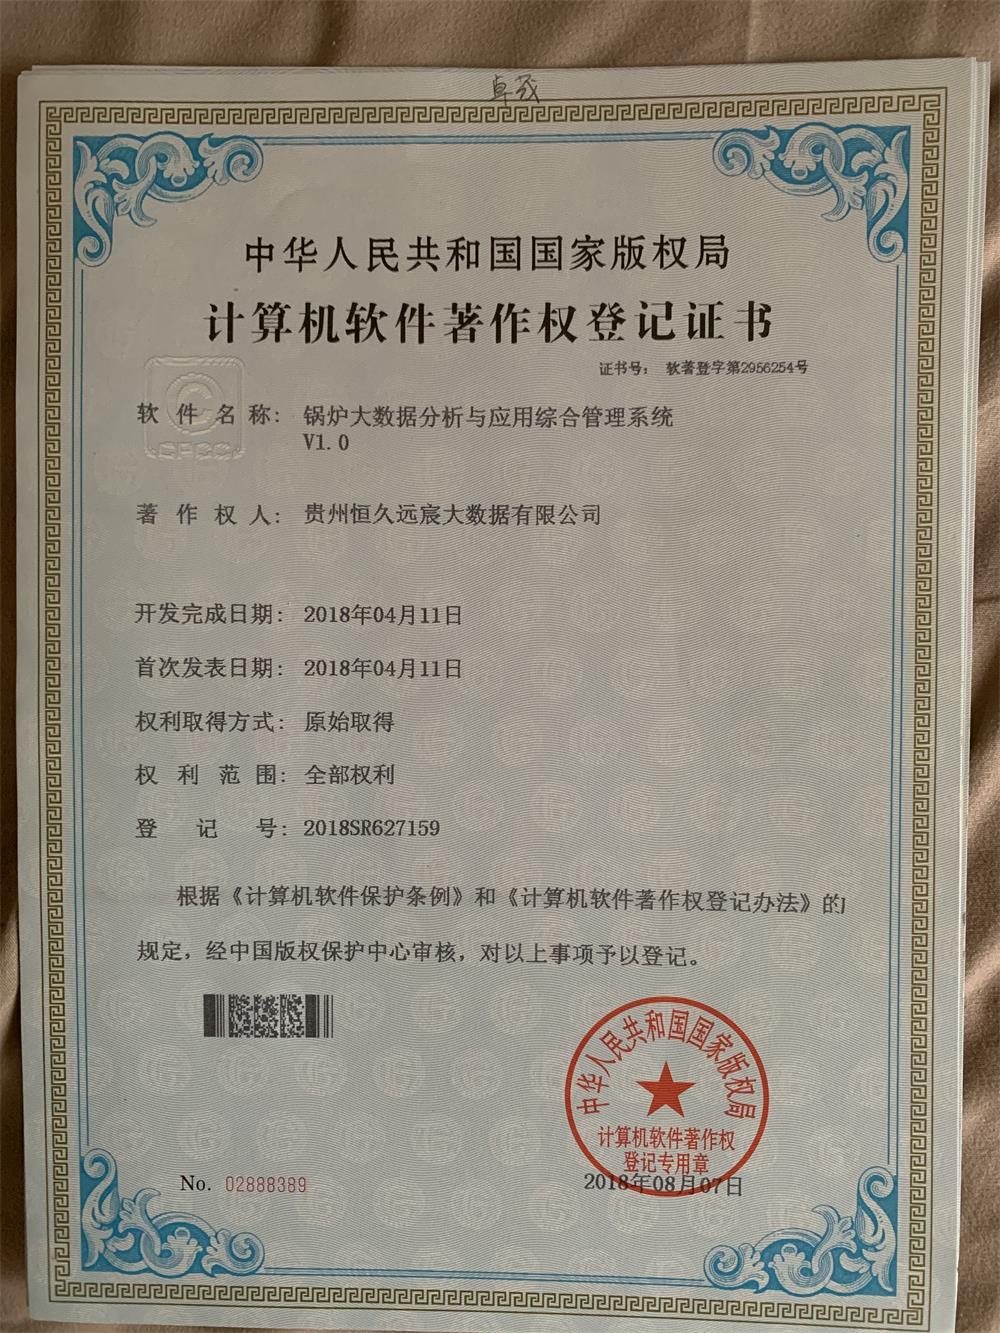 卓茂
中华人民共和国国家版权局
计算机软件著作权登记证书
证书号： 软著登字第2956254号
软 件 名 称： 锅炉大数据分析与应用综合管理系统
V1.0
CPCC
著 作 权 人： 贵州恒久远宸大数据有限公司
开发完成日期： 2018年04月11日
首次发表日期： 2018年04月11日
权利取得方式： 原始取得
权 利 范 围： 全部权利
登 记 号： 2018SR627159
根据《计算机软件保护条例》和《计算机软件著作权登记办法》的
规定，经中国版权保护中心审核，对以上事项予以登记。
中华人民共和国国家版权局
计算机软件著作权
登记专用章
No. 02888389
2018年08月07日